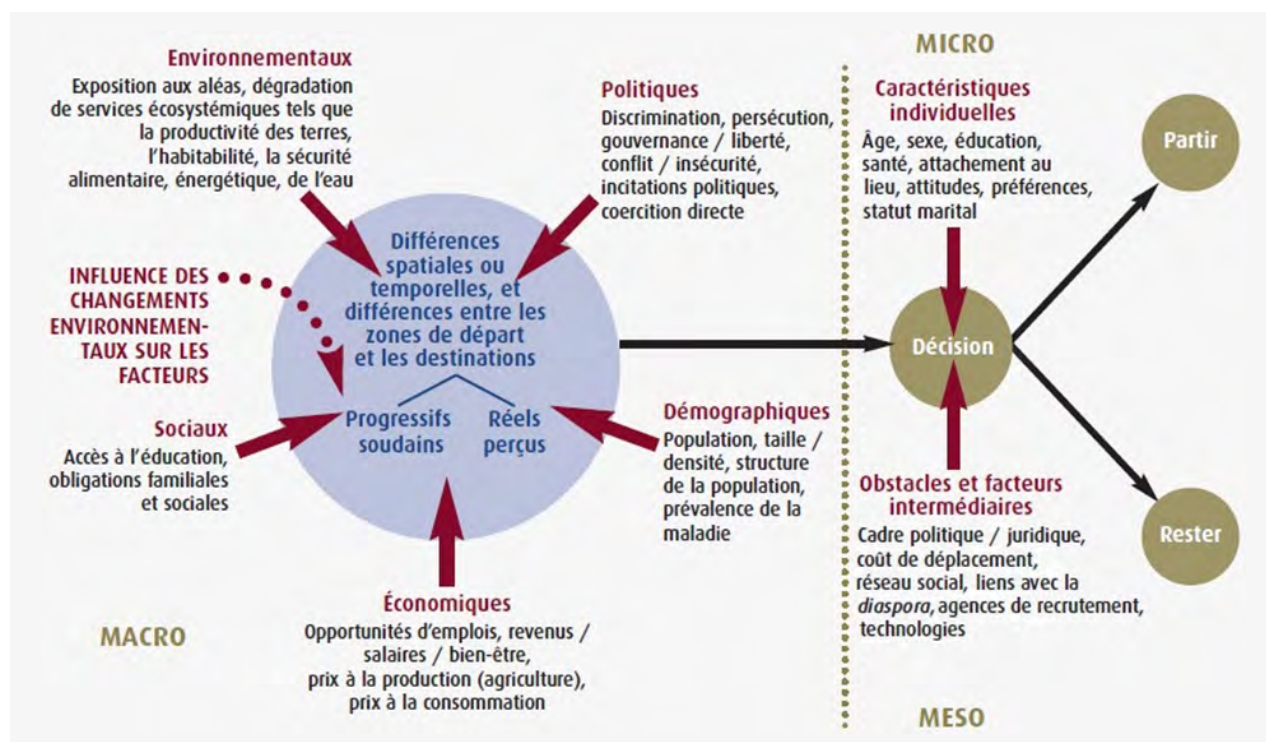 Environnementaux
Exposition aux aléas, dégradation
de services écosystémiques tels que
la productivité des terres,
l'habitabilité, la sécurité
alimentaire, énergétique, de l'eau
Politiques
Discrimination, persécution,
gouvernance / liberté,
conflit / insécurité,
incitations politiques,
coercition directe
INFLUENCE DES
CHANGEMENTS
ENVIRONNEMEN-
TAUX SUR LES
FACTEURS
Différences
spatiales ou
temporelles, et
différences entre les
zones de départ
et les destinations
Progressifs
soudains
Réels
perçus
Sociaux
Accès à l'éducation,
obligations familiales
et sociales
Démographiques
Population, taille /
densité, structure
de la population,
prévalence de la
maladie
Économiques
Opportunités d'emplois, revenus /
salaires / bien-être,
prix à la production (agriculture),
prix à la consommation
MACRO
MICRO
Caractéristiques
individuelles
Âge, sexe, éducation,
santé, attachement au
lieu, attitudes, préférences,
statut marital
Décision
Partir
Rester
Obstacles et facteurs
intermédiaires
Cadre politique / juridique,
coût de déplacement,
réseau social, liens avec la
diaspora, agences de recrutement,
technologies
MESO